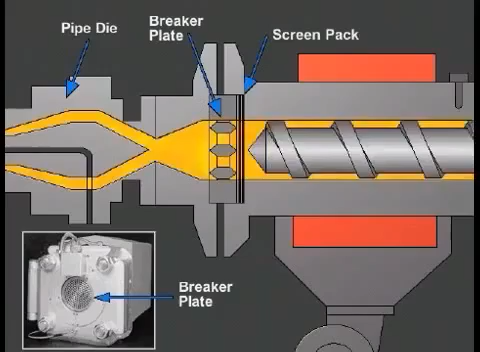 Pipe Die
Breaker
Plate
Screen Pack
Breaker
Plate